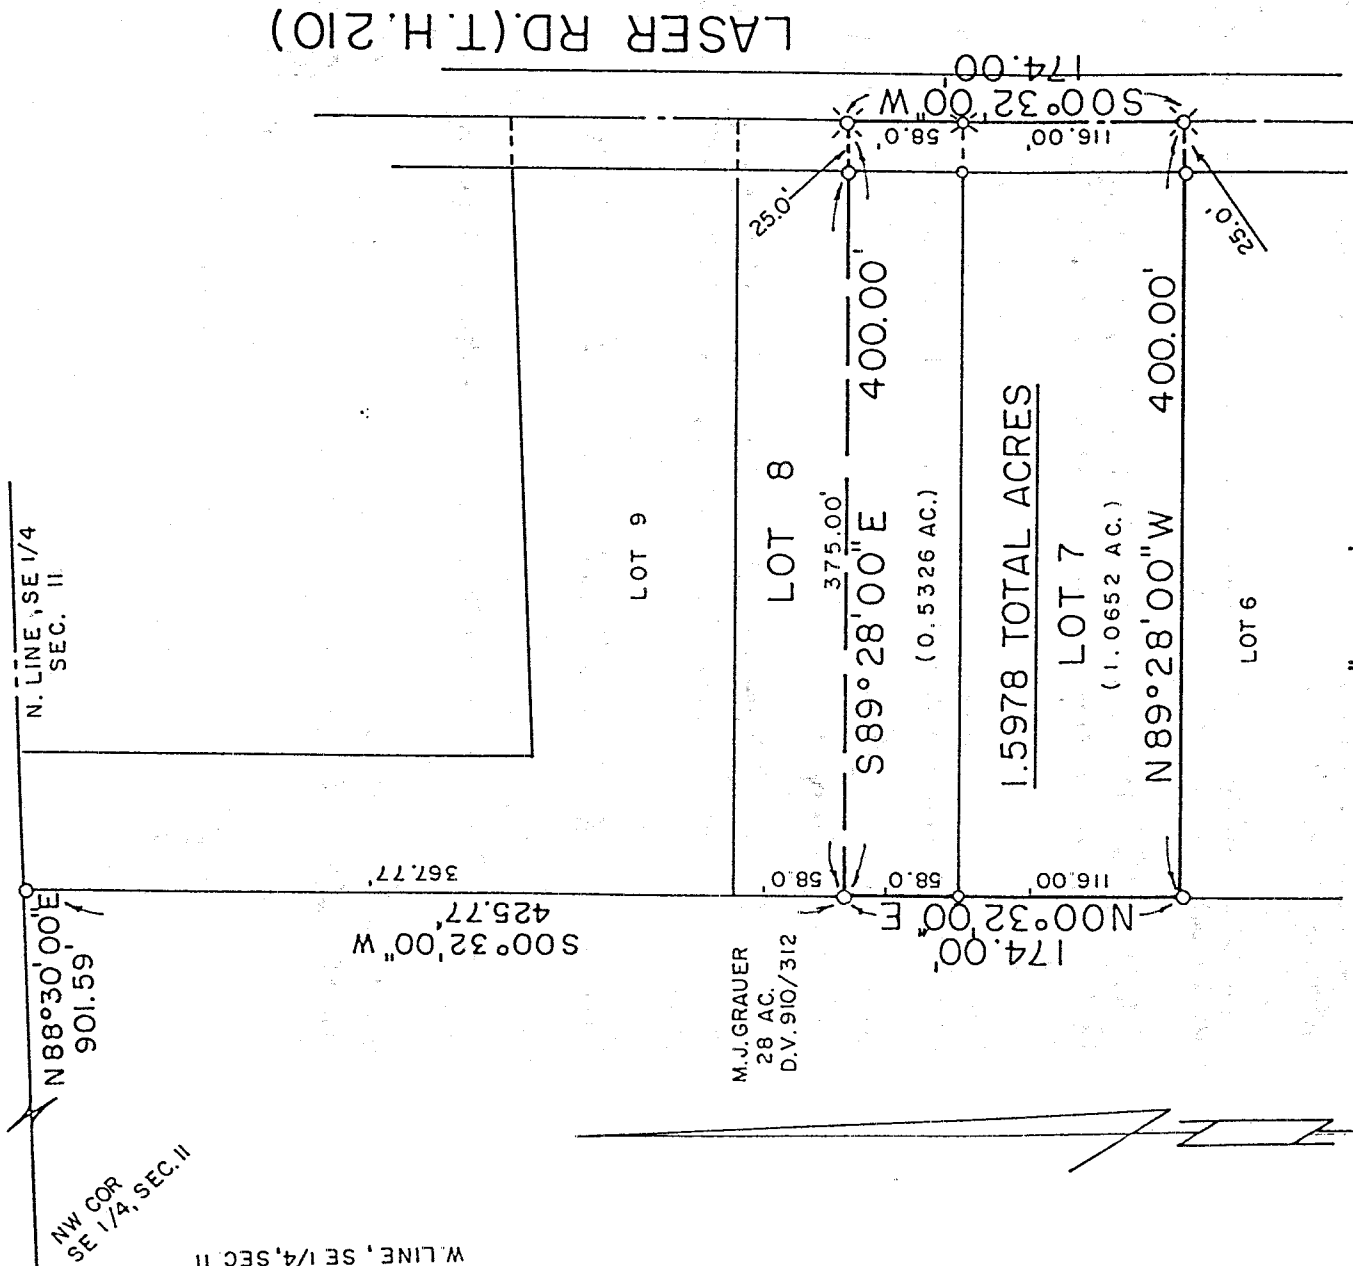 LASER RD.(T.H.210)
174.00'
S00°32'00"W
58.0'
116.00'
25.0'
25.0'
N. LINE, SE 1/4
SEC. 11
LOT 9
LOT 8
375.00'
S89°28'00"E 400.00'
(0.5326 AC.)
1.5978 TOTAL ACRES
LOT 7
(1.0652 AC.)
N89°28'00"W 400.00'
LOT 6
367.77'
58.0'
58.0'
116.00'
S00°32'00"W
425.77'
N00°32'00"E
174.00'
N88°30'00"E
901.59'
M.J.GRAUER
28 AC.
D.V. 910/312
NW COR
SE 1/4, SEC.11
W.LINE, SE 1/4, SEC 11